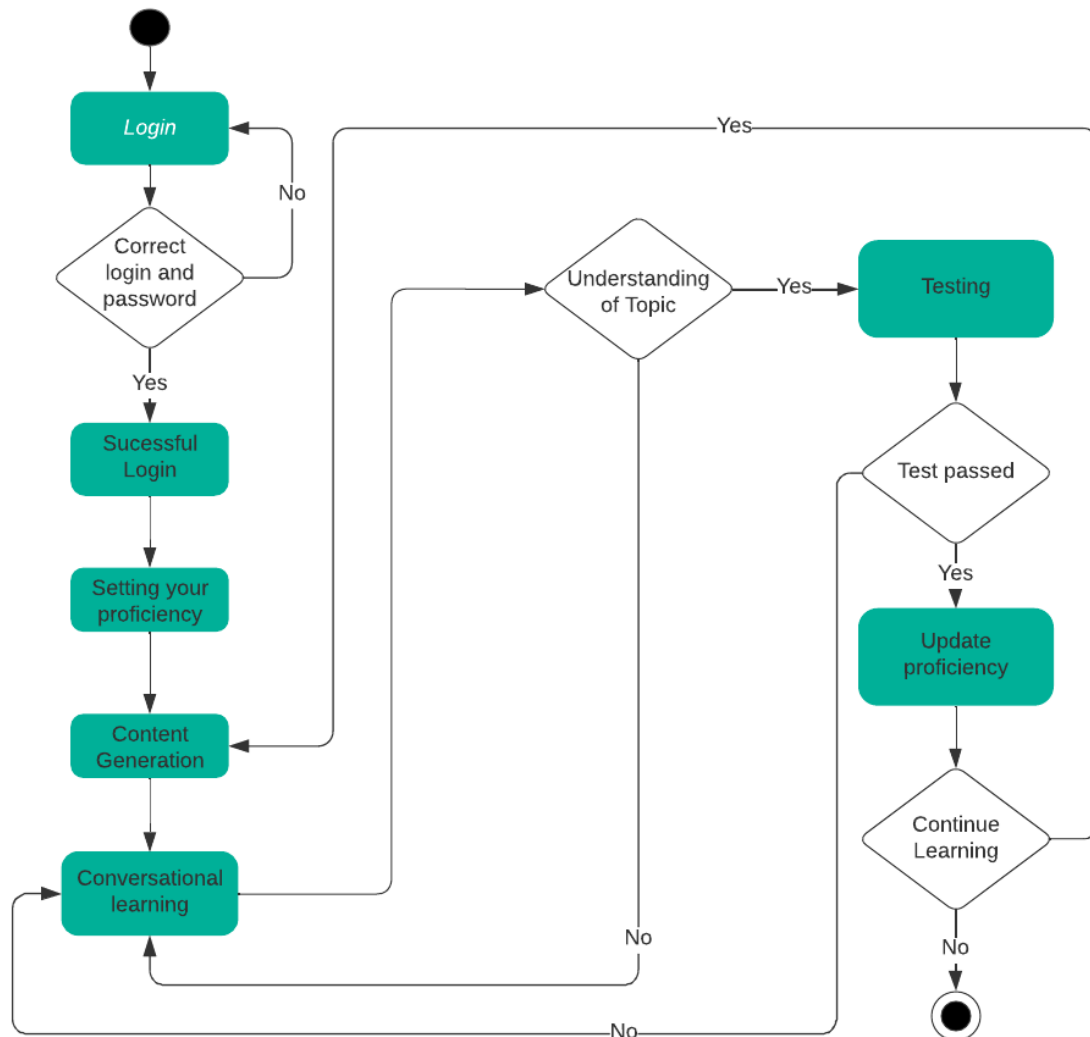 Login
Yes
No
Correct
login and
password
Understanding
of Topic
Yes
Testing
Yes
Sucessful
Login
Test passed
Yes
Setting your
proficiency
Update
proficiency
Content
Generation
Continue
Learning
Conversational
learning
No
No
No